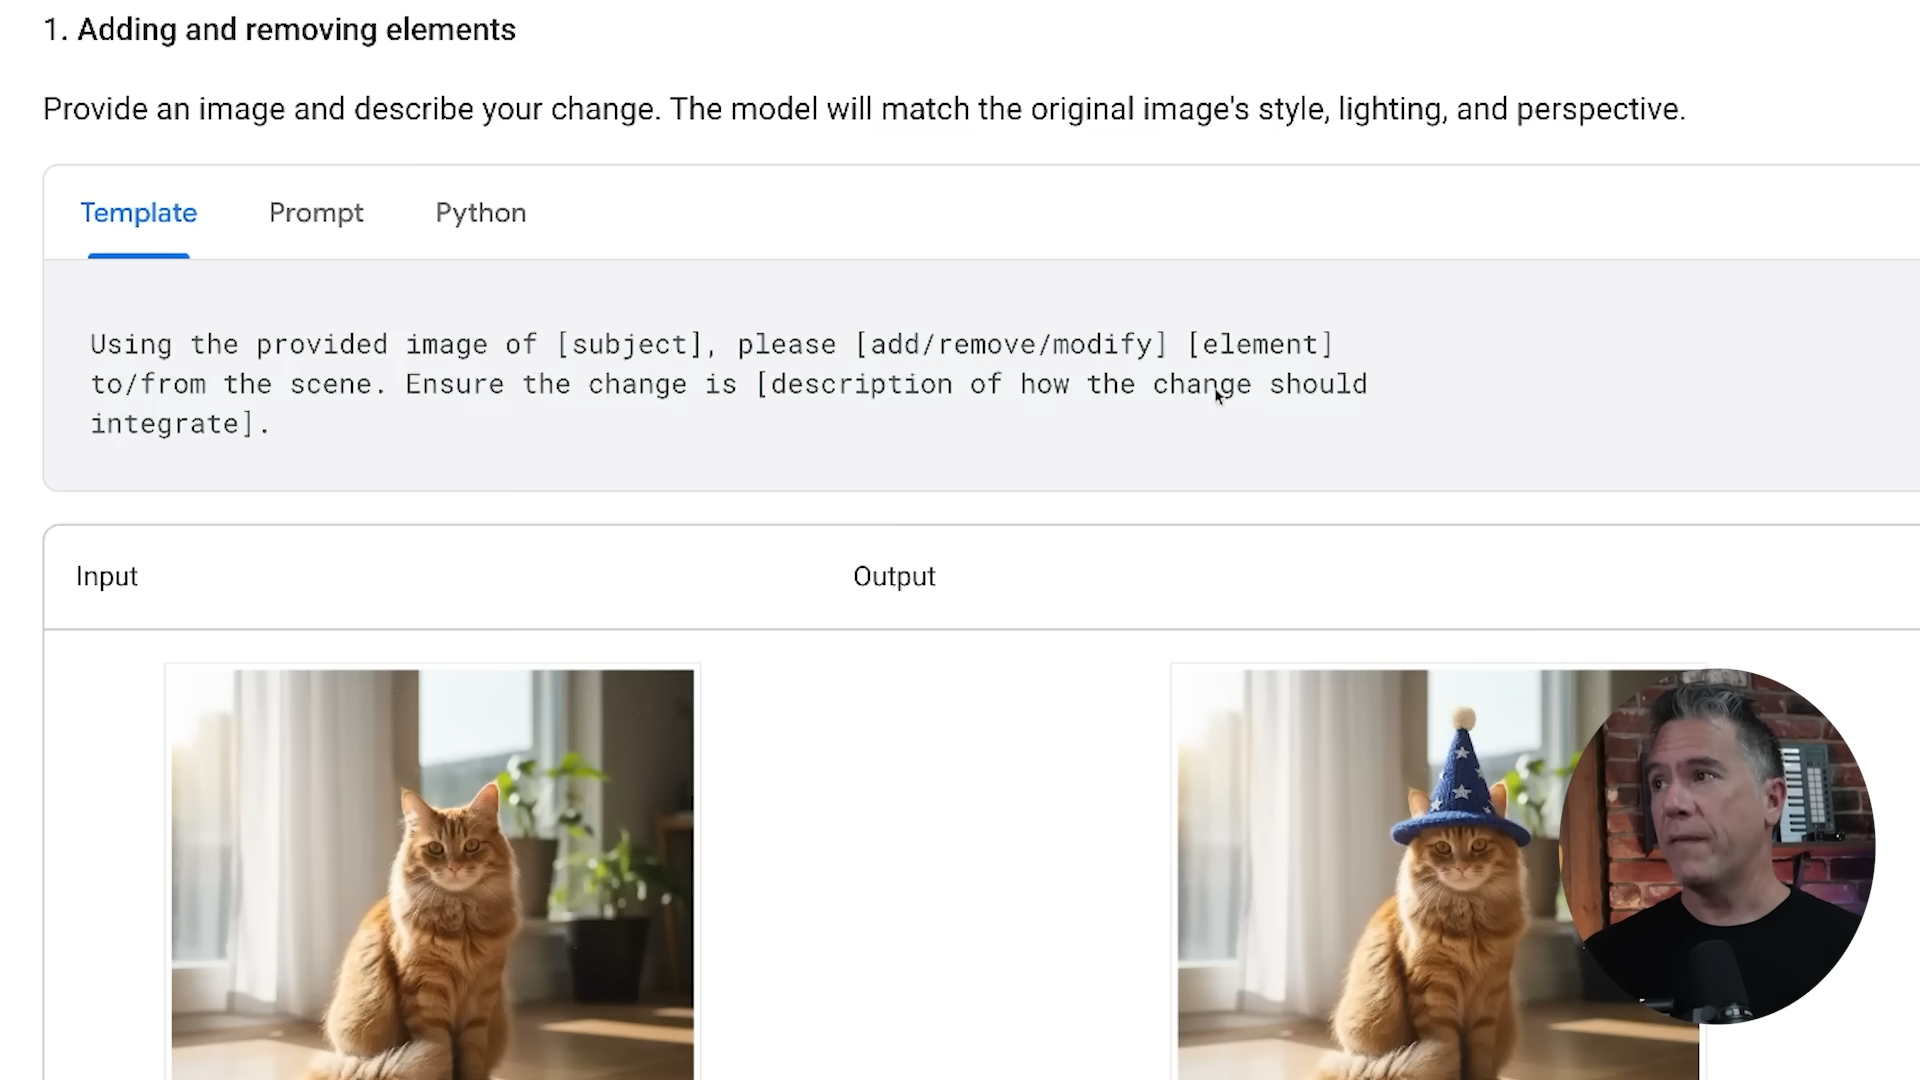 1. Adding and removing elements
Provide an image and describe your change. The model will match the original image's style, lighting, and perspective.
Template Prompt Python
Using the provided image of [subject], please [add/remove/modify] [element]
to/from the scene. Ensure the change is [description of how the change should
integrate].
Input Output